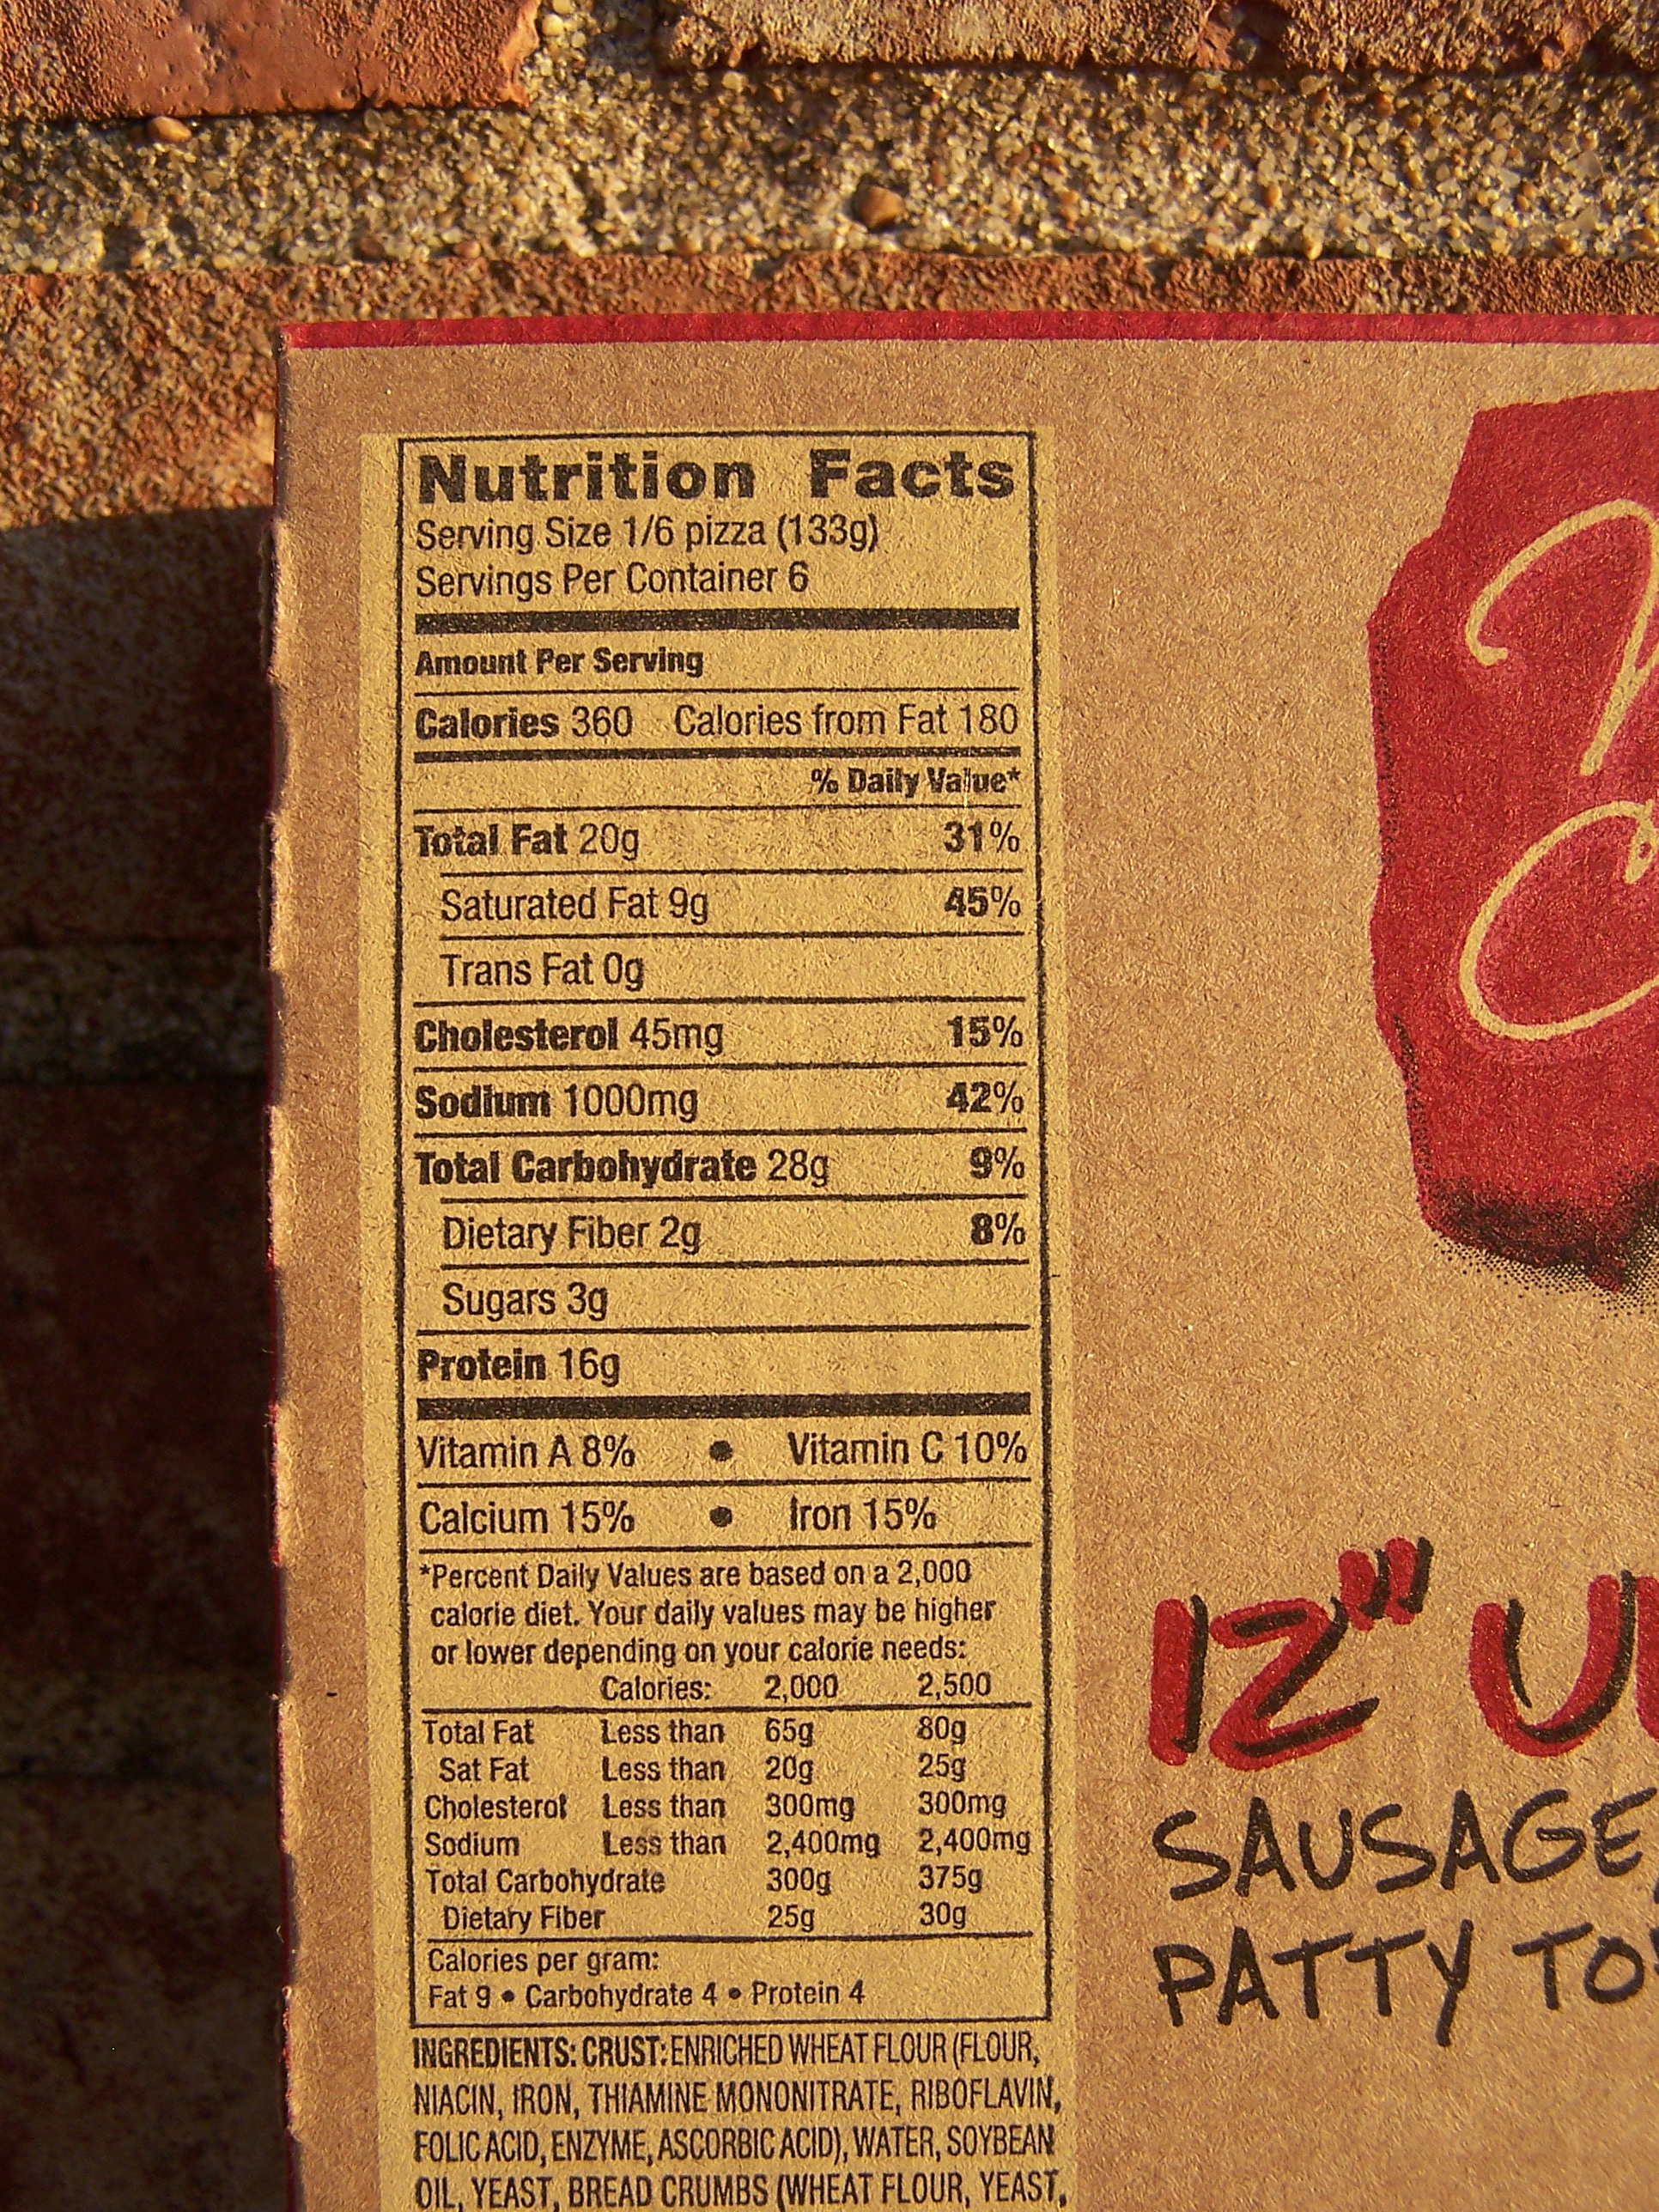 Nutrition Facts
Serving Size 1/6 pizza (133g)
Servings Per Container 6
Amount Per Serving
Calories 360 Calories from Fat 180
% Daily Value*
Total Fat 20g 31%
Saturated Fat 9g 45%
Trans Fat 0g
Cholesterol 45mg 15%
Sodium 1000mg 42%
Total Carbohydrate 28g 9%
Dietary Fiber 2g 8%
Sugars 3g
Protein 16g
Vitamin A 8% • Vitamin C 10%
Calcium 15% • Iron 15%
*Percent Daily Values are based on a 2,000
calorie diet. Your daily values may be higher
or lower depending on your calorie needs:
Calories: 2,000 2,500
Total Fat Less than 65g 80g
Sat Fat Less than 20g 25g
Cholesterol Less than 300mg 300mg
Sodium Less than 2,400mg 2,400mg
Total Carbohydrate 300g 375g
Dietary Fiber 25g 30g
Calories per gram:
Fat 9 • Carbohydrate 4 • Protein 4
INGREDIENTS: CRUST: ENRICHED WHEAT FLOUR (FLOUR,
NIACIN, IRON, THIAMINE MONONITRATE, RIBOFLAVIN,
FOLIC ACID, ENZYME, ASCORBIC ACID), WATER, SOYBEAN
OIL, YEAST, BREAD CRUMBS (WHEAT FLOUR, YEAST,
12"
SAUSAGE,
PATTY